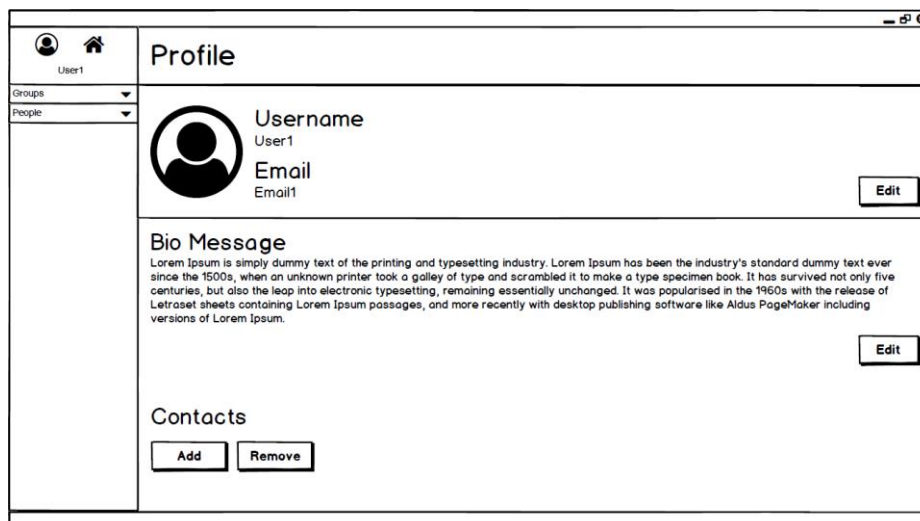 User1
Profile
Groups
People
Username
User1
Email
Email1
Edit
Bio Message
Lorem Ipsum is simply dummy text of the printing and typesetting industry. Lorem Ipsum has been the industry's standard dummy text ever
since the 1500s, when an unknown printer took a galley of type and scrambled it to make a type specimen book. It has survived not only five
centuries, but also the leap into electronic typesetting, remaining essentially unchanged. It was popularised in the 1960s with the release of
Letraset sheets containing Lorem Ipsum passages, and more recently with desktop publishing software like Aldus PageMaker including
versions of Lorem Ipsum.
Edit
Contacts
Add
Remove